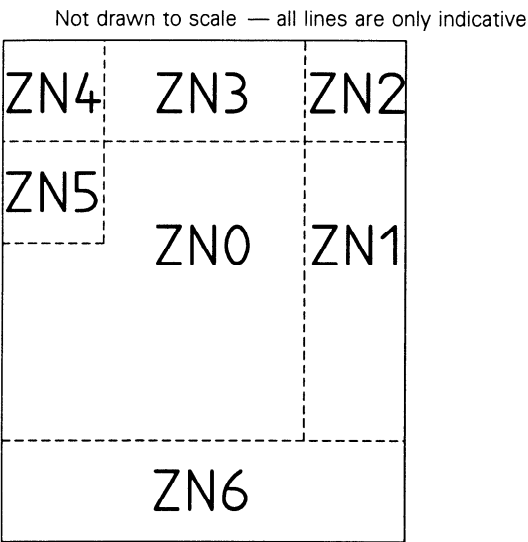 Not drawn to scale — all lines are only indicative
ZN4 ZN3 ZN2
ZN5
ZN0 ZN1
ZN6